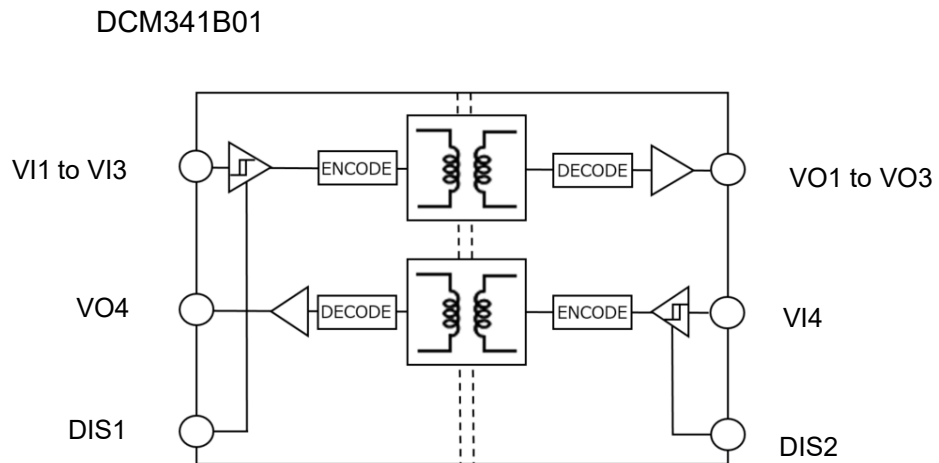 DCM341B01
VI1 to VI3
ENCODE
DECODE
VO1 to VO3
VO4
DECODE
ENCODE
VI4
DIS1
DIS2